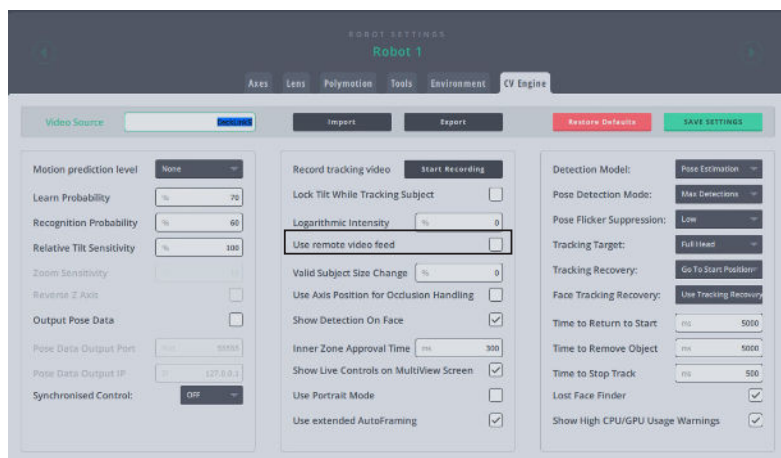 ROBOT SETTINGS
Robot 1
Axes Lens Polymotion Tools Environment CV Engine
Video Source Import Export Restore Defaults SAVE SETTINGS
Motion prediction level None
Learn Probability % 70
Recognition Probability % 60
Relative Tilt Sensitivity % 100
Zoom Sensitivity
Reverse Z Axis
Output Pose Data
Pose Data Output Port 55555
Pose Data Output IP IP 127.0.0.1
Synchronised Control: OFF
Record tracking video Start Recording
Lock Tilt While Tracking Subject
Logarithmic Intensity % 0
Use remote video feed
Valid Subject Size Change % 0
Use Axis Position for Occlusion Handling
Show Detection On Face
Inner Zone Approval Time ms 300
Show Live Controls on MultiView Screen
Use Portrait Mode
Use extended AutoFraming
Detection Model: Pose Estimation
Pose Detection Mode: Max Detections
Pose Flicker Suppression: Low
Tracking Target: Full Head
Tracking Recovery: Go To Start Position
Face Tracking Recovery: Use Tracking Recovery
Time to Return to Start ms 5000
Time to Remove Object ms 5000
Time to Stop Track ms 500
Lost Face Finder
Show High CPU/GPU Usage Warnings